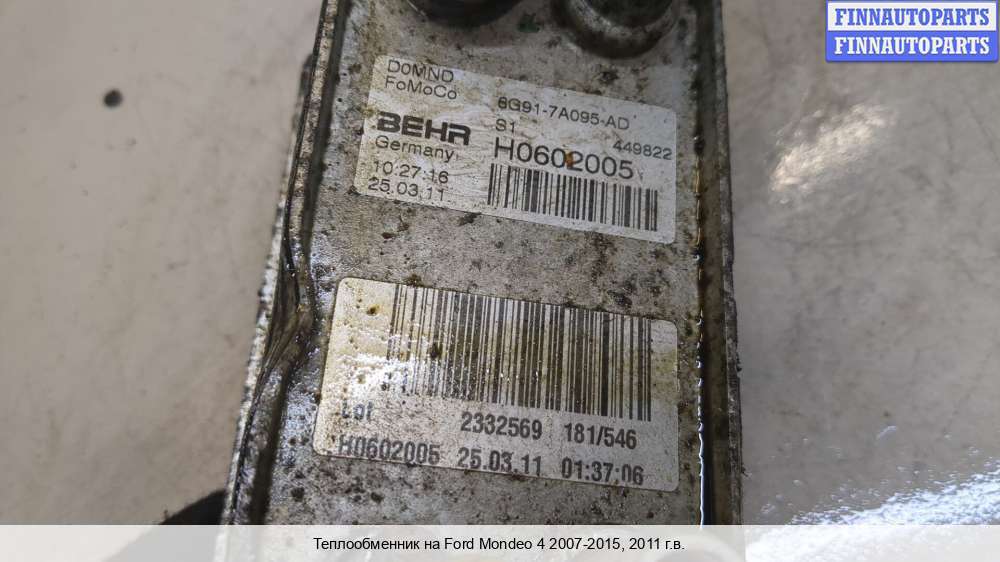 FINNAUTOPARTS
FINNAUTOPARTS
DOMND
FoMoCo
6G91-7A095-AD
S1
449822
BEHR
Germany
H0602005
10:27:16
25.03.11
Lot
2332569 181/546
H0602005 25.03.11 01:37:06
Теплообменник на Ford Mondeo 4 2007-2015, 2011 г.в.